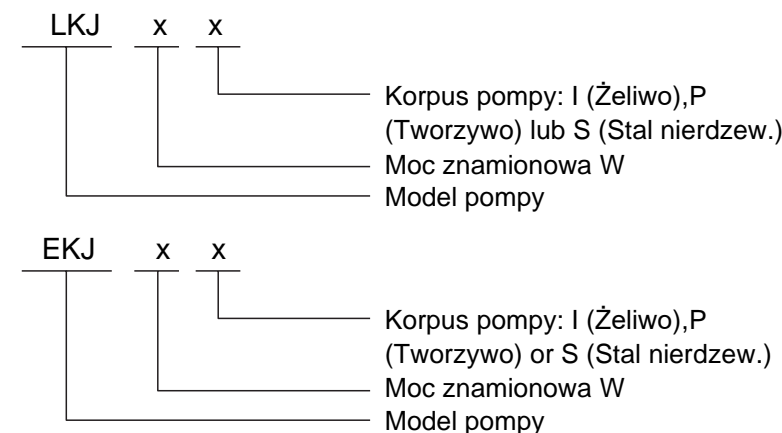 LKJ x x
Korpus pompy: I (Żeliwo),P
(Tworzywo) lub S (Stal nierdzew.)
Moc znamionowa W
Model pompy
EKJ x x
Korpus pompy: I (Żeliwo),P
(Tworzywo) or S (Stal nierdzew.)
Moc znamionowa W
Model pompy